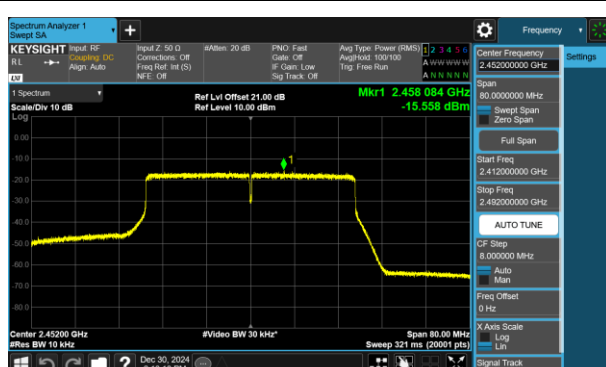 Spectrum Analyzer 1
Swept SA
+
Frequency
KEYSIGHT
RL
Input: RF
Coupling: DC
Align: Auto
Input Z: 50 Ω
Corrections: Off
Freq Ref: Int (S)
NFE: Off
#Atten: 20 dB
PNO: Fast
Gate: Off
IF Gain: Low
Sig Track: Off
Avg Type: Power (RMS)
Avg|Hold: 100/100
Trig: Free Run
1 2 3 4 5 6
A W W W W W
A N N N N N
LNI
1 Spectrum
Scale/Div 10 dB
Log
Ref Lvl Offset 21.00 dB
Ref Level 10.00 dBm
Mkr1 2.458 084 GHz
-15.558 dBm
1
0.00
-10.0
-20.0
-30.0
-40.0
-50.0
-60.0
-70.0
-80.0
Center 2.45200 GHz
#Res BW 10 kHz
#Video BW 30 kHz*
Span 80.00 MHz
Sweep 321 ms (20001 pts)
?
Dec 30, 2024
Center Frequency
2.452000000 GHz
Settings
Span
80.0000000 MHz
Swept Span
Zero Span
Full Span
Start Freq
2.412000000 GHz
Stop Freq
2.492000000 GHz
AUTO TUNE
CF Step
8.000000 MHz
Auto
Man
Freq Offset
0 Hz
X Axis Scale
Log
Lin
Signal Track